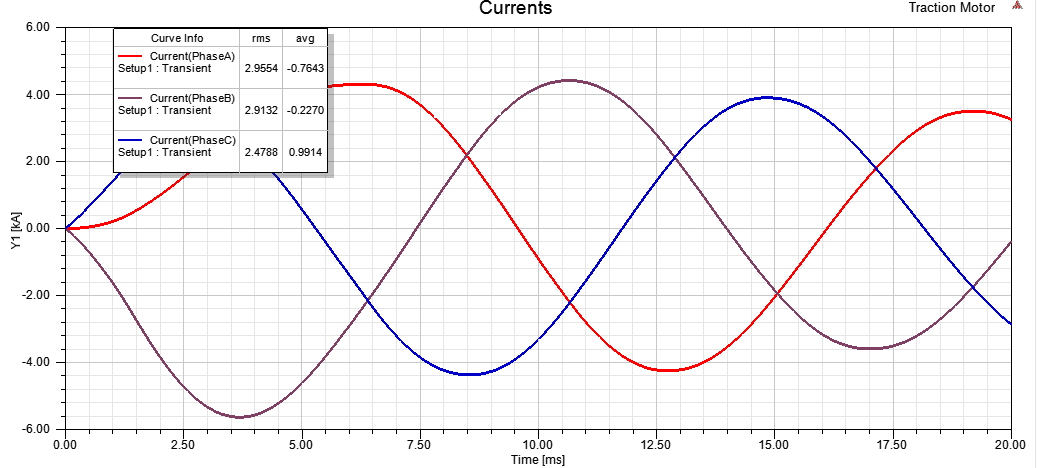 Currents
Traction Motor
Curve Info rms avg
Current(PhaseA)
Setup1 : Transient 2.9554 -0.7643
Current(PhaseB)
Setup1 : Transient 2.9132 -0.2270
Current(PhaseC)
Setup1 : Transient 2.4788 0.9914
Y1 [kA]
6.00
4.00
2.00
0.00
-2.00
-4.00
-6.00
0.00 2.50 5.00 7.50 10.00 12.50 15.00 17.50 20.00
Time [ms]